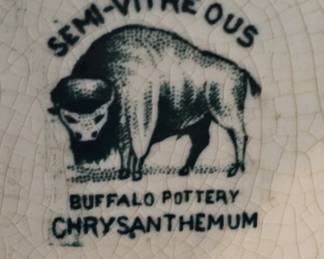 SEMI-VITREOUS
BUFFALO POTTERY
CHRYSANTHEMUM